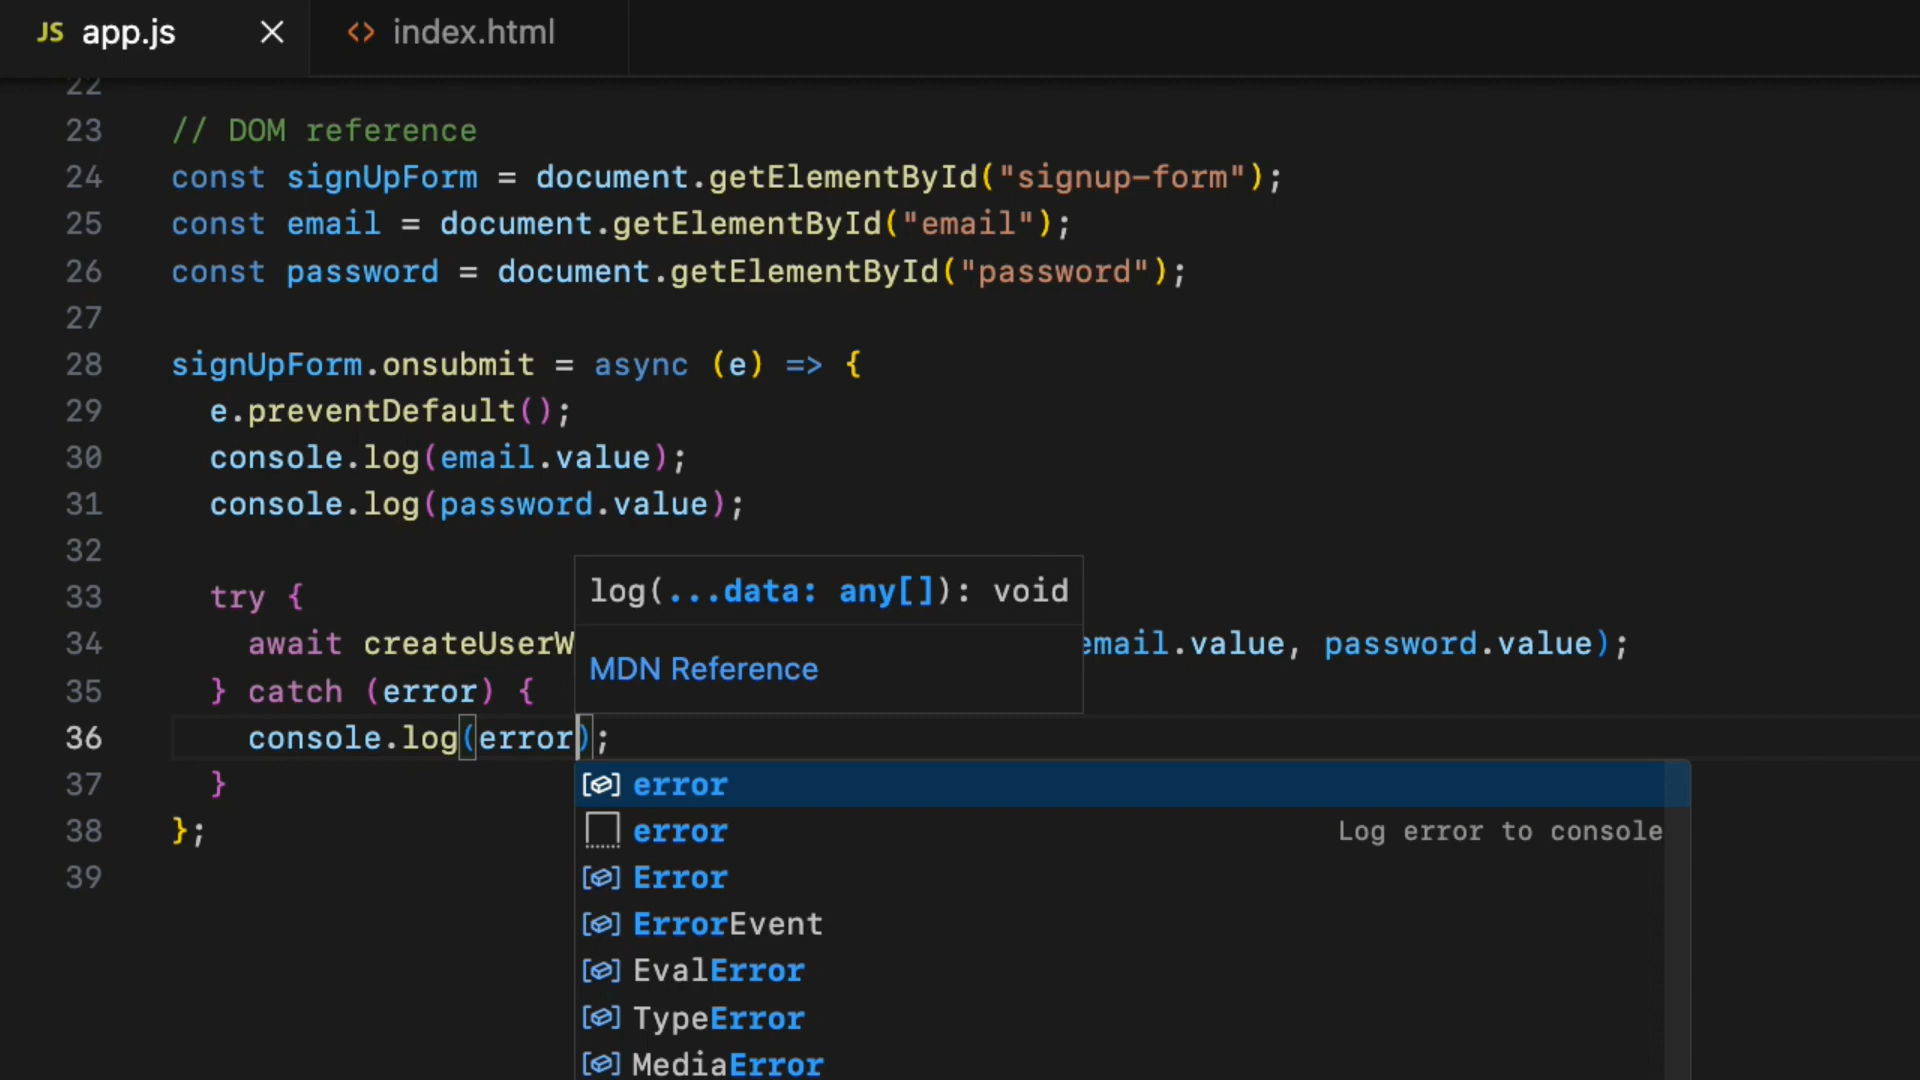 JS app.js × <> index.html
22
23 // DOM reference
24 const signUpForm = document.getElementById("signup-form");
25 const email = document.getElementById("email");
26 const password = document.getElementById("password");
27
28 signUpForm.onsubmit = async (e) => {
29 e.preventDefault();
30 console.log(email.value);
31 console.log(password.value);
32
33 try {
log(...data: any[]): void
34 await createUserW email.value, password.value);
MDN Reference
35 } catch (error) {
36 console.log(error);
37 }
error
38 };
error Log error to console
39
Error
ErrorEvent
EvalError
TypeError
MediaError